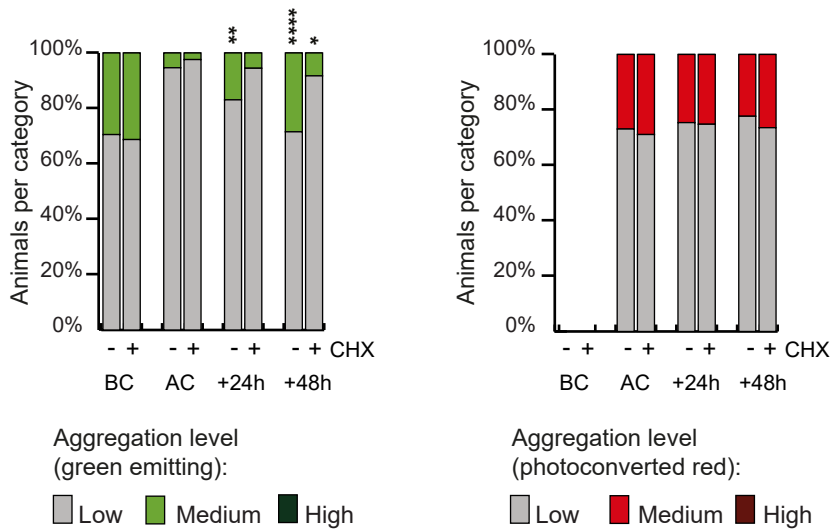 ** **** *
100%
80%
60%
40%
20%
0%
Animals per category
- + - + - + - + CHX
BC AC +24h +48h
Aggregation level
(green emitting):
Low Medium High
100%
80%
60%
40%
20%
0%
Animals per category
- + - + - + - + CHX
BC AC +24h +48h
Aggregation level
(photoconverted red):
Low Medium High